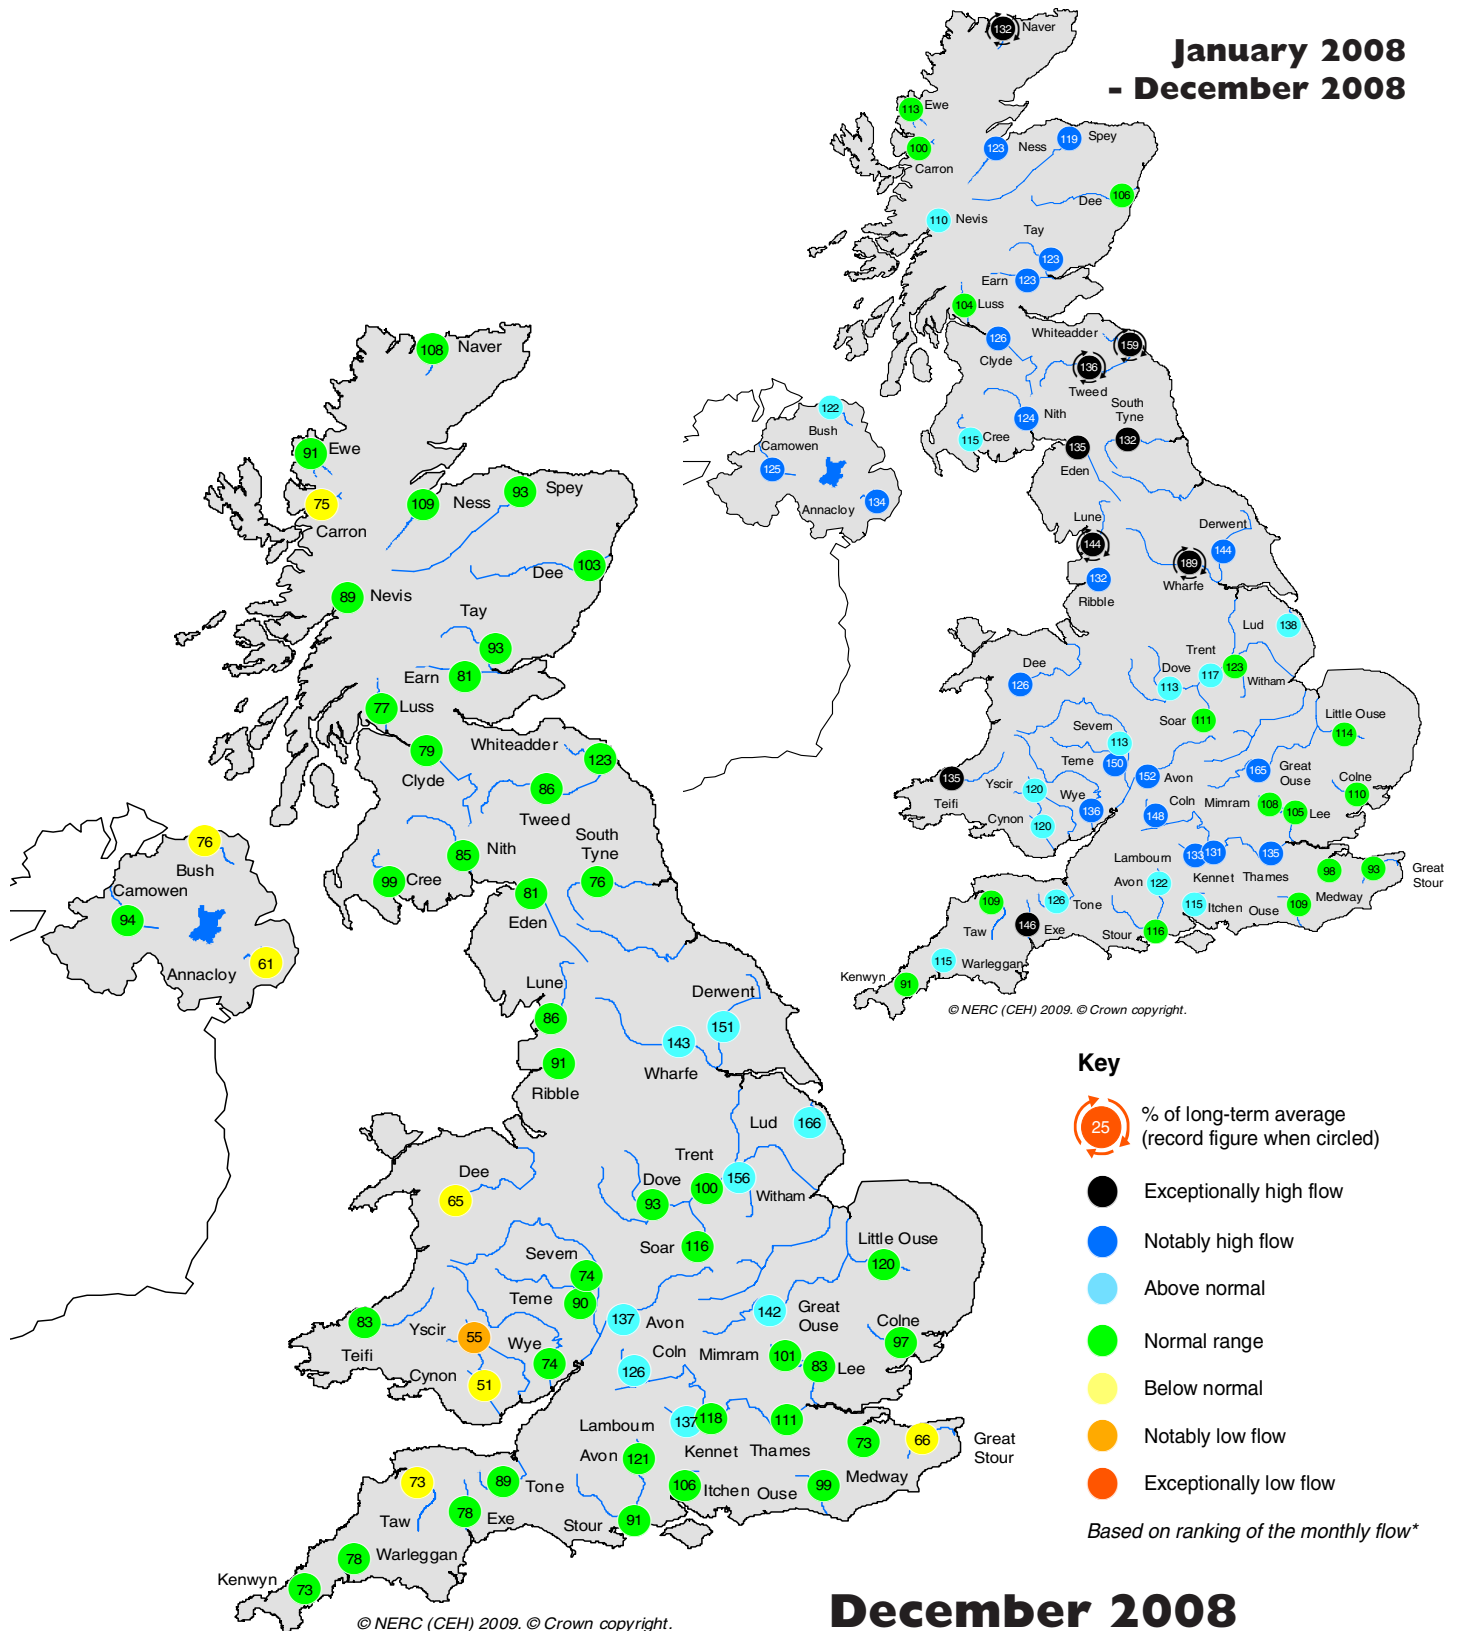 January 2008
- December 2008
132 Naver
113 Ewe
100
Carron
123 Ness
119 Spey
Dee 106
110 Nevis
Tay
123
Earn 123
104 Luss
126
Clyde
Whiteadder
159
136
Tweed
South
Tyne
132
124 Nith
115 Cree
135
Eden
122
Bush
Camowen
125
Annacloy
134
Lune
144
132
Ribble
Derwent
144
189
Wharfe
Lud 138
Trent
Dove
117
123
113
Witham
Dee
126
Soar 111
Little Ouse
114
Severn
113
Teme 150
152 Avon
165 Great
Ouse
Colne
110
135
Teifi
Yscir
120
Wye
136
Cynon
120
Coln
148
Mimram 108
105 Lee
Lambourn
133 131
Kennet
135
Thames
98
93
Great
Stour
Medway
Avon 122
115 Itchen
Ouse 109
109
Taw
126 Tone
146 Exe
Stour 116
115 Warleggan
Kenwyn
91
© NERC (CEH) 2009. © Crown copyright.
108 Naver
91 Ewe
75
Carron
109 Ness
93 Spey
Dee 103
89 Nevis
Tay
93
Earn 81
77 Luss
79
Clyde
Whiteadder
123
86
Tweed
South
Tyne
76
85 Nith
99 Cree
81
Eden
76
Bush
Camowen
94
Annacloy
61
Lune
86
91
Ribble
Derwent
151
143
Wharfe
Lud 166
Trent
Dove
100
156
93
Witham
Dee
65
Soar 116
Little Ouse
120
Severn
74
Teme 90
137 Avon
142 Great
Ouse
Colne
97
83
Teifi
Yscir 55
Wye
74
Cynon
51
Coln
126
Mimram 101
83 Lee
Lambourn
137 118
Kennet
111
Thames
73
66
Great
Stour
Medway
Avon 121
106 Itchen
Ouse 99
73
Taw
89 Tone
78 Exe
Stour 91
78 Warleggan
Kenwyn
73
© NERC (CEH) 2009. © Crown copyright.
Key
25
% of long-term average
(record figure when circled)
Exceptionally high flow
Notably high flow
Above normal
Normal range
Below normal
Notably low flow
Exceptionally low flow
Based on ranking of the monthly flow*
December 2008